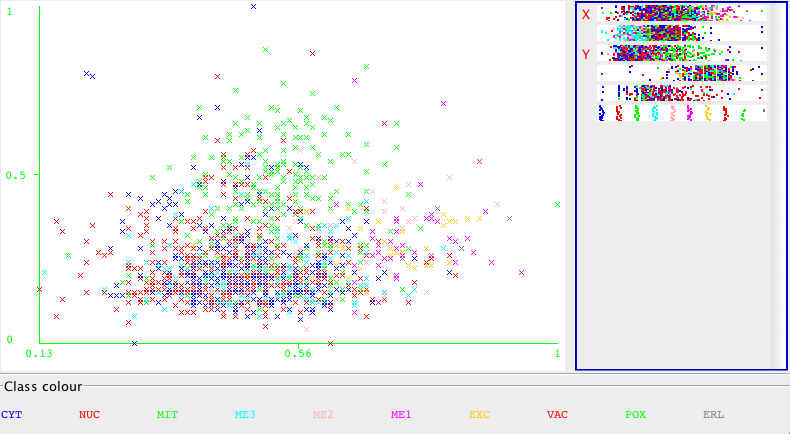 1
X
Y
0.5
0
0.13 0.56 1
Class colour
CYT NUC MIT ME3 ME2 ME1 EXC VAC POX ERL